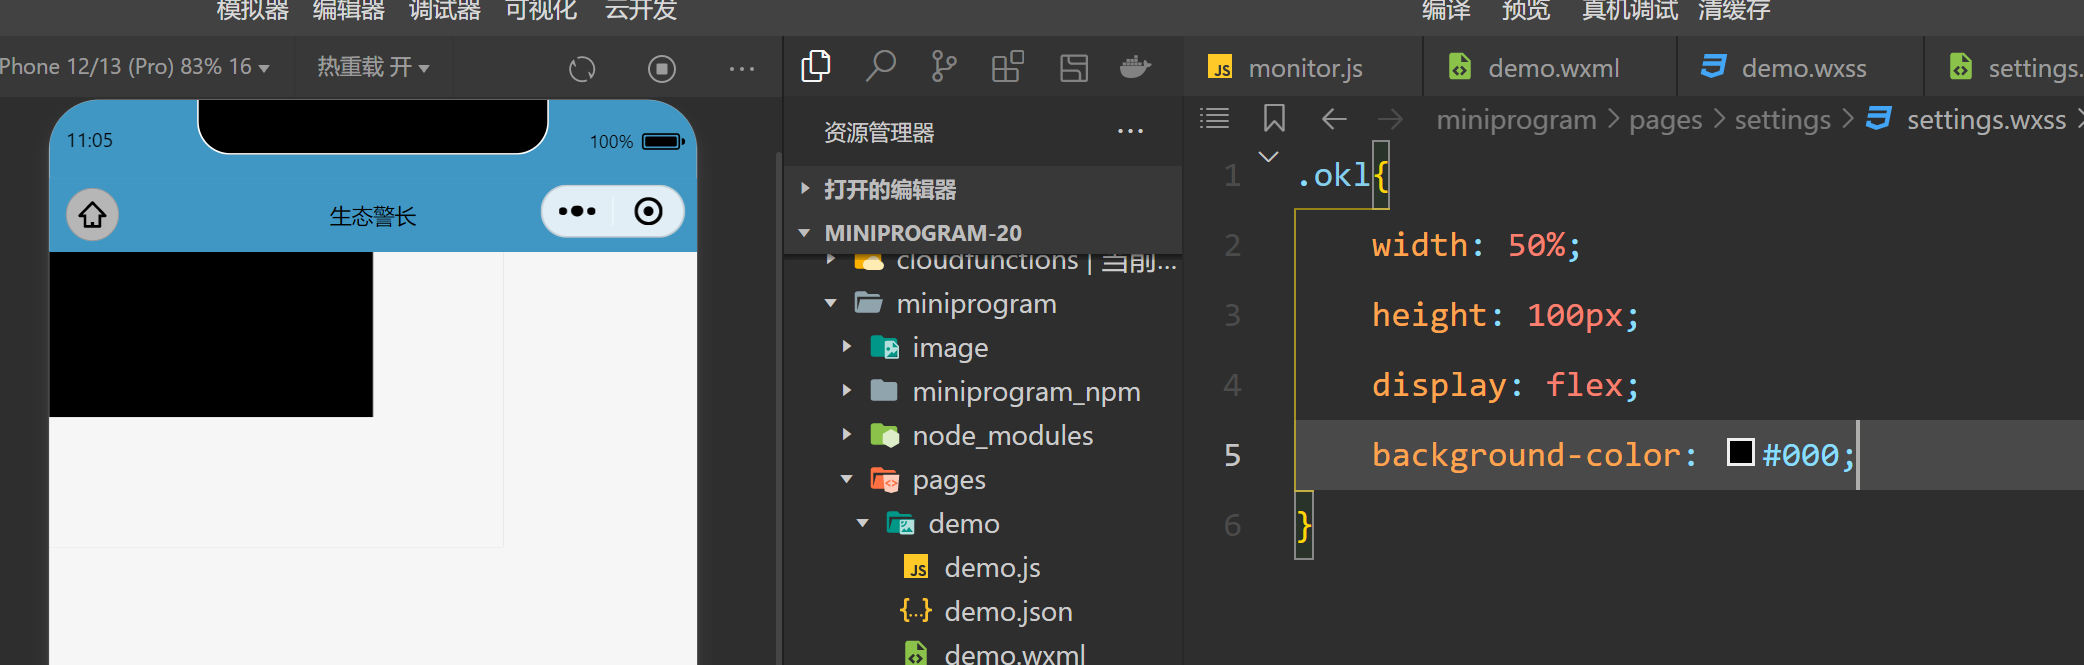 模拟器 编辑器 调试器 可视化 云开发 编译 预览 真机调试 清缓存
Phone 12/13 (Pro) 83% 16 热重载 开
monitor.js demo.wxml demo.wxss settings.
miniprogram pages settings settings.wxss
11:05 100%
生态警长
资源管理器
打开的编辑器
MINIPROGRAM-20
cloudfunctions | 当前...
miniprogram
image
miniprogram_npm
node_modules
pages
demo
demo.js
demo.json
demo.wxml
1 .okl{
2 width: 50%;
3 height: 100px;
4 display: flex;
5 background-color: #000;
6 }